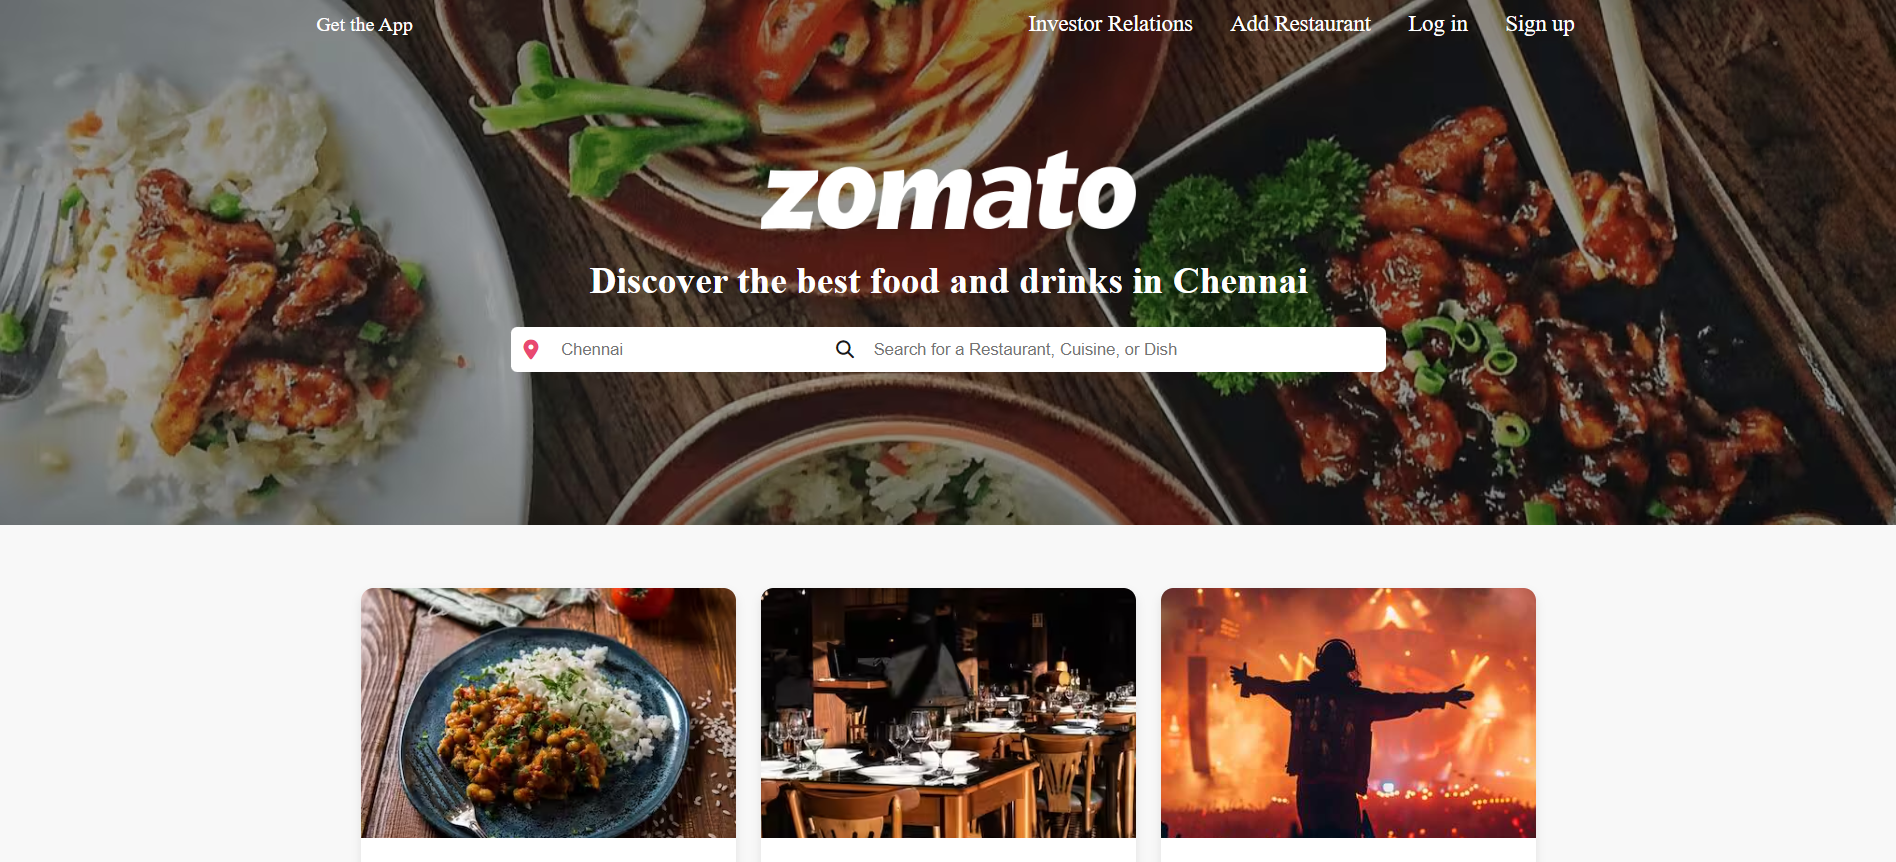 Get the App
Investor Relations
Add Restaurant
Log in
Sign up
zomato
Discover the best food and drinks in Chennai
Chennai
Search for a Restaurant, Cuisine, or Dish